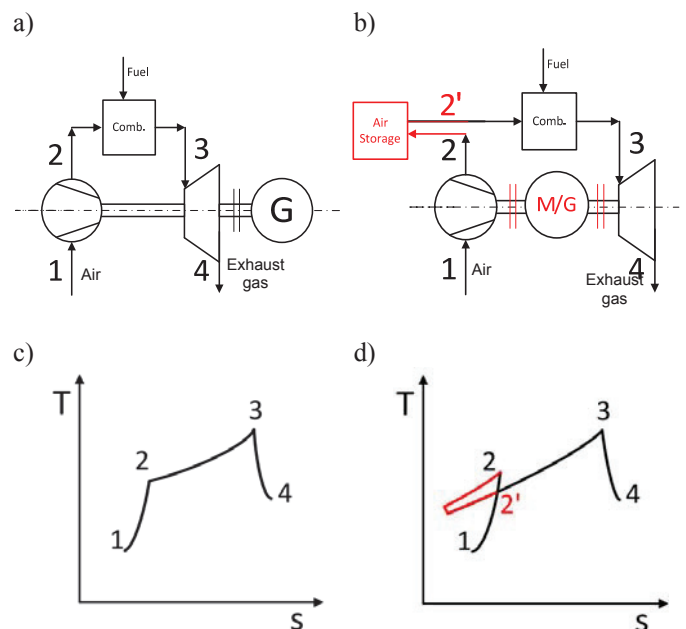 a)
b)
Fuel
Comb.
2
3
G
1
Air
4
Exhaust
gas
Fuel
Air
Storage
2'
Comb.
2
3
M/G
1
Air
Exhaust
gas
4
c)
d)
T
3
2
4
1
s
T
3
2
2'
4
1
s